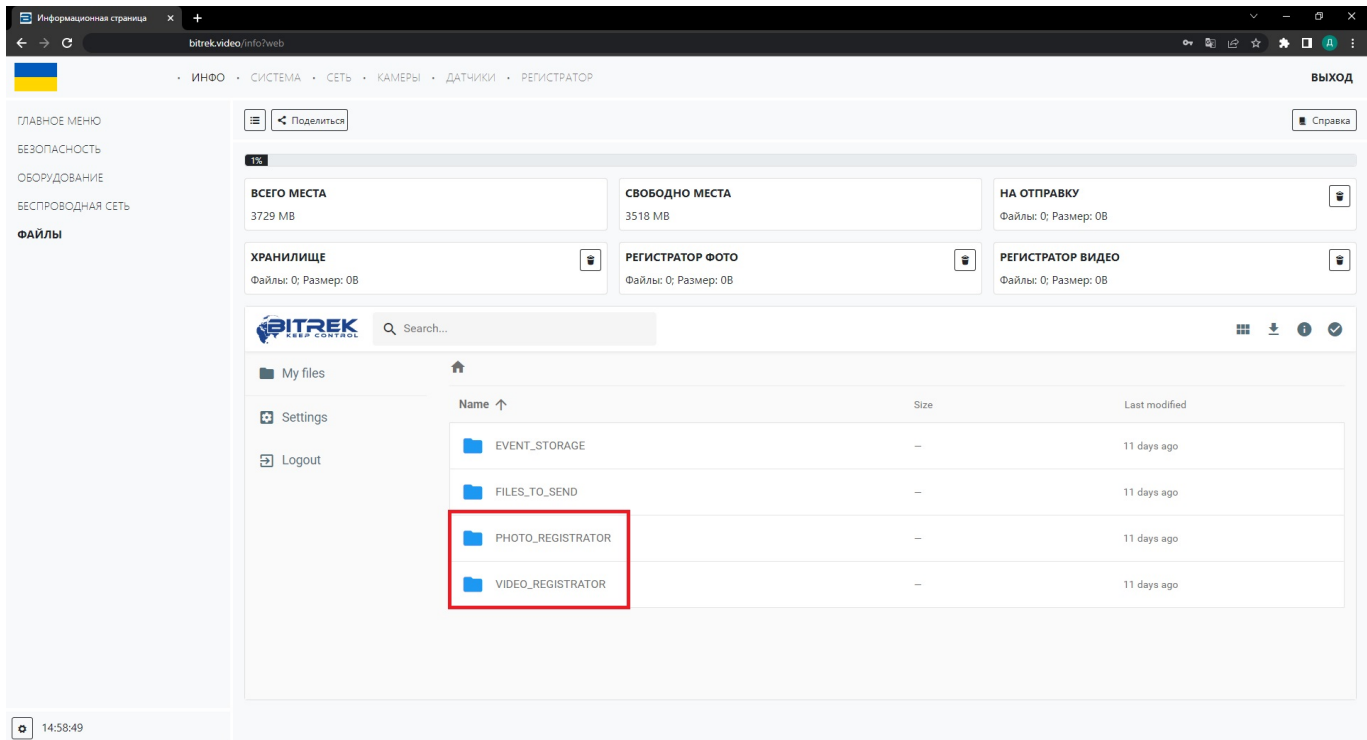 Информационная страница
bitrek.video/info?web
Д
• ИНФО • СИСТЕМА • СЕТЬ • КАМЕРЫ • ДАТЧИКИ • РЕГИСТРАТОР
ВЫХОД
ГЛАВНОЕ МЕНЮ
БЕЗОПАСНОСТЬ
ОБОРУДОВАНИЕ
БЕСПРОВОДНАЯ СЕТЬ
ФАЙЛЫ
Поделиться
Справка
1%
ВСЕГО МЕСТА
3729 MB
СВОБОДНО МЕСТА
3518 MB
НА ОТПРАВКУ
Файлы: 0; Размер: 0B
ХРАНИЛИЩЕ
Файлы: 0; Размер: 0B
РЕГИСТРАТОР ФОТО
Файлы: 0; Размер: 0B
РЕГИСТРАТОР ВИДЕО
Файлы: 0; Размер: 0B
BITREK
KEEP CONTROL
Search...
My files
Settings
Logout
Name Size Last modified
EVENT_STORAGE — 11 days ago
FILES_TO_SEND — 11 days ago
PHOTO_REGISTRATOR — 11 days ago
VIDEO_REGISTRATOR — 11 days ago
14:58:49